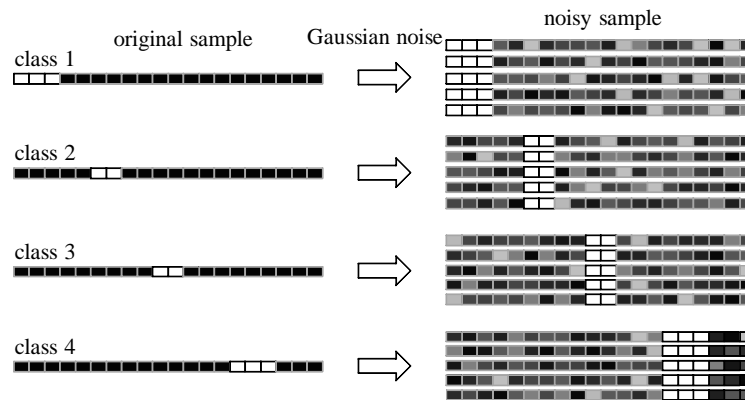 original sample
Gaussian noise
noisy sample
class 1
class 2
class 3
class 4